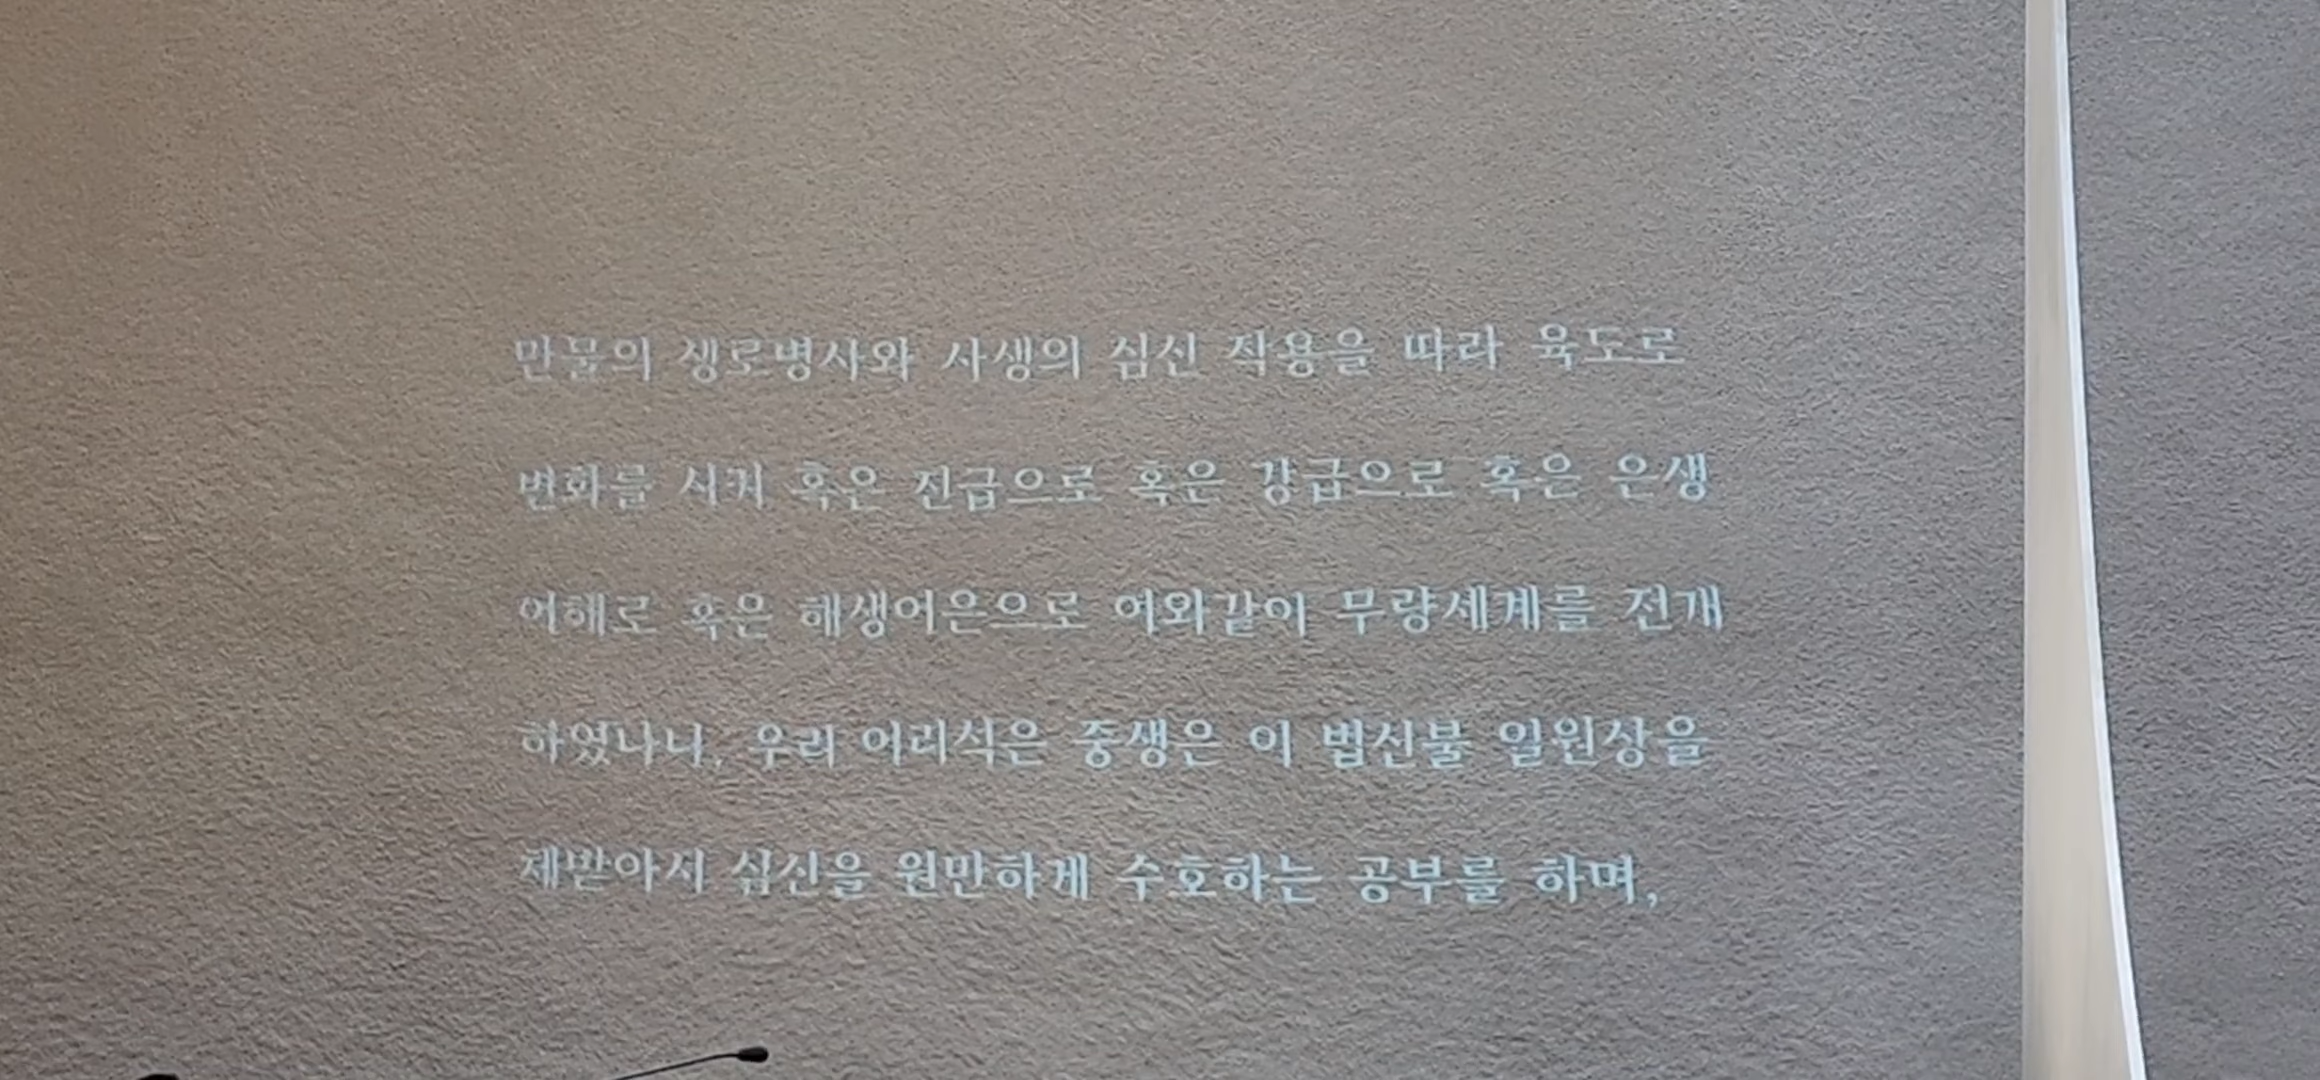 만물의 생로병사와 사생의 심신 작용을 따라 육도로
변화를 시켜 혹은 진급으로 혹은 강급으로 혹은 은생
어해로 혹은 해생어은으로 이와같이 무량세계를 전개
하였나니, 우리 어리석은 중생은 이 법신불 일원상을
체받아서 심신을 원만하게 수호하는 공부를 하며,